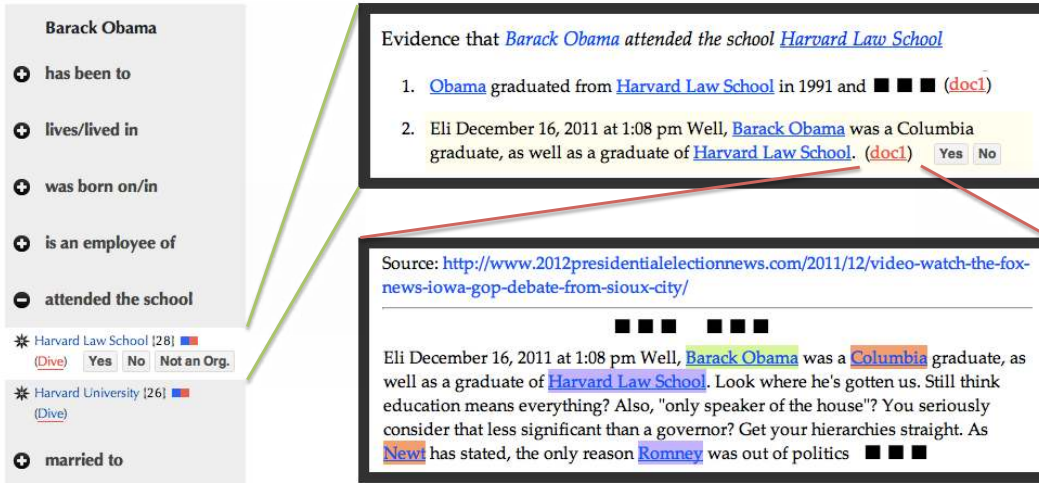 Barack Obama
has been to
lives/lived in
was born on/in
is an employee of
attended the school
Harvard Law School {28}
(Dive) Yes No Not an Org.
Harvard University {26}
(Dive)
married to
Evidence that Barack Obama attended the school Harvard Law School
1. Obama graduated from Harvard Law School in 1991 and ■ ■ ■ (doc1)
2. Eli December 16, 2011 at 1:08 pm Well, Barack Obama was a Columbia
graduate, as well as a graduate of Harvard Law School. (doc1) Yes No
Source: http://www.2012presidentialelectionnews.com/2011/12/video-watch-the-fox-
news-iowa-gop-debate-from-sioux-city/
■ ■ ■ ■ ■ ■
Eli December 16, 2011 at 1:08 pm Well, Barack Obama was a Columbia graduate, as
well as a graduate of Harvard Law School. Look where he's gotten us. Still think
education means everything? Also, "only speaker of the house"? You seriously
consider that less significant than a governor? Get your hierarchies straight. As
Newt has stated, the only reason Romney was out of politics ■ ■ ■